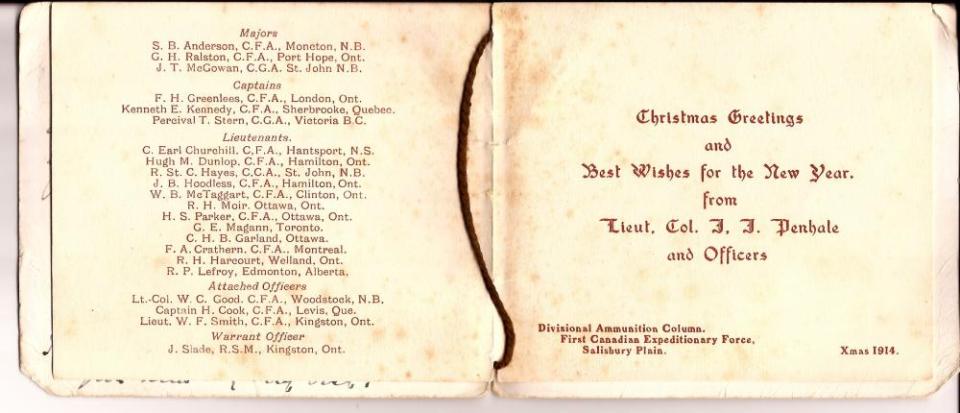 Majors
S. B. Anderson, C.F.A., Moncton, N.B.
G. H. Ralston, C.F.A., Port Hope, Ont.
J. T. McGowan, C.G.A. St. John N.B.
Captains
F. H. Greenlees, C.F.A., London, Ont.
Kenneth E. Kennedy, C.F.A., Sherbrooke, Quebec.
Percival T. Stern, C.G.A., Victoria B.C.
Lieutenants.
C. Earl Churchill, C.F.A., Hantsport, N.S.
Hugh M. Dunlop, C.F.A., Hamilton, Ont.
R. St. C. Hayes, C.C.A., St. John, N.B.
J. B. Hoodless, C.F.A., Hamilton, Ont.
W. B. McTaggart, C.F.A., Clinton, Ont.
R. H. Moir, Ottawa, Ont.
H. S. Parker, C.F.A., Ottawa, Ont.
G. E. Magann, Toronto.
C. H. B. Garland, Ottawa.
F. A. Crathern, C.F.A., Montreal.
R. H. Harcourt, Welland, Ont.
R. P. Lefroy, Edmonton, Alberta.
Attached Officers
Lt.-Col. W. C. Good. C.F.A., Woodstock, N.B.
Captain H. Cook, C.F.A., Levis, Que.
Lieut. W. F. Smith, C.F.A., Kingston, Ont.
Warrant Officer
J. Slade, R.S.M., Kingston, Ont.
Christmas Greetings
and
Best Wishes for the New Year.
from
Lieut. Col. J. J. Penhale
and Officers
Divisional Ammunition Column.
First Canadian Expeditionary Force,
Salisbury Plain.
Xmas 1914.